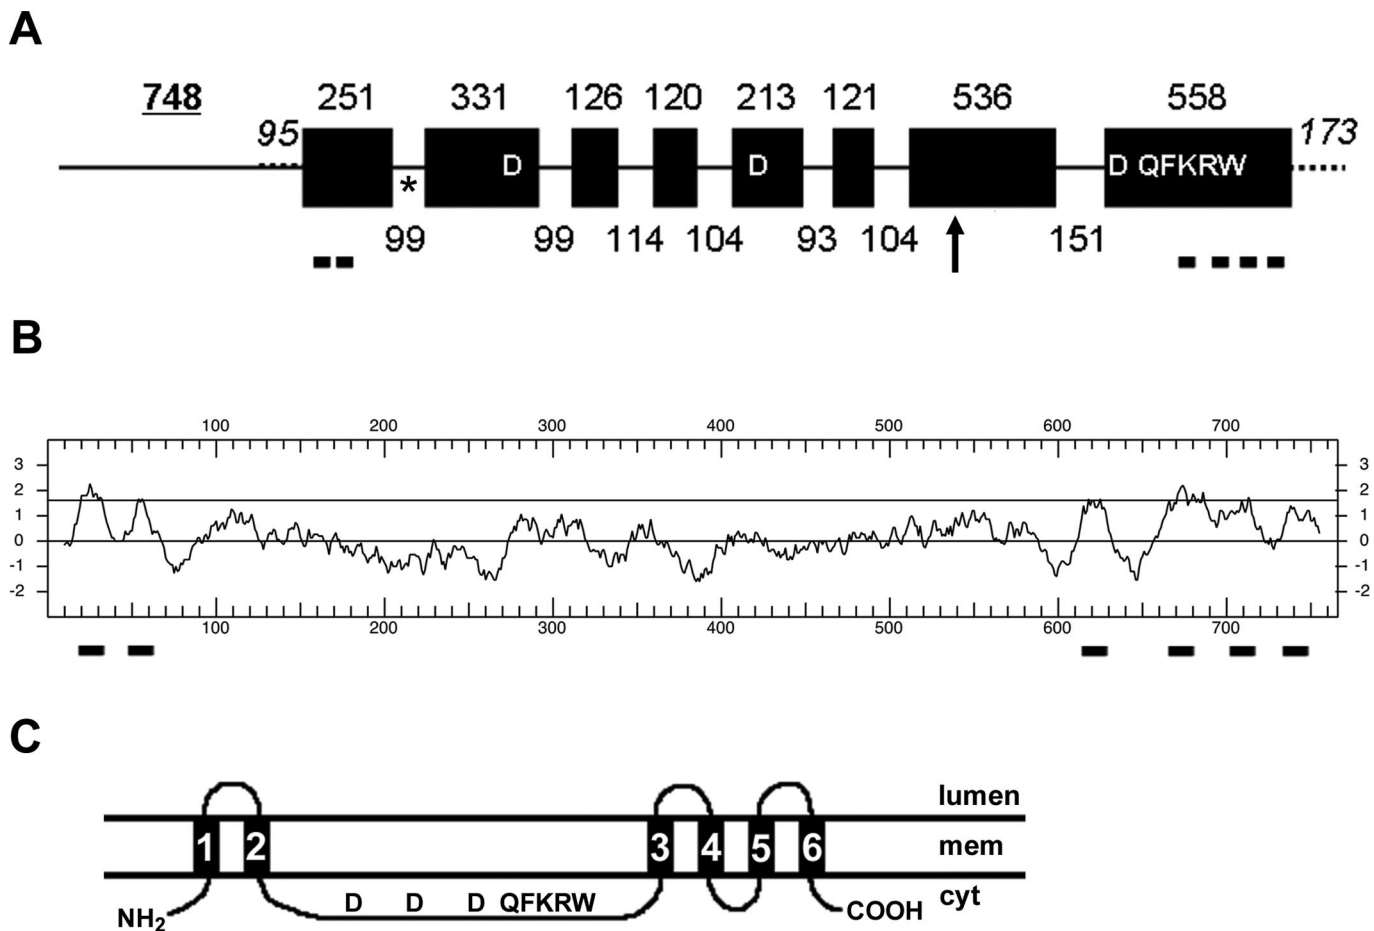 A
748 251 331 126 120 213 121 536 558
95 173
D D D QFKRW
*
99 99 114 104 93 104 151
B
100 200 300 400 500 600 700
3 3
2 2
1 1
0 0
-1 -1
-2 -2
100 200 300 400 500 600 700
C
lumen
1 2 3 4 5 6 mem
D D D QFKRW cyt
NH2 COOH